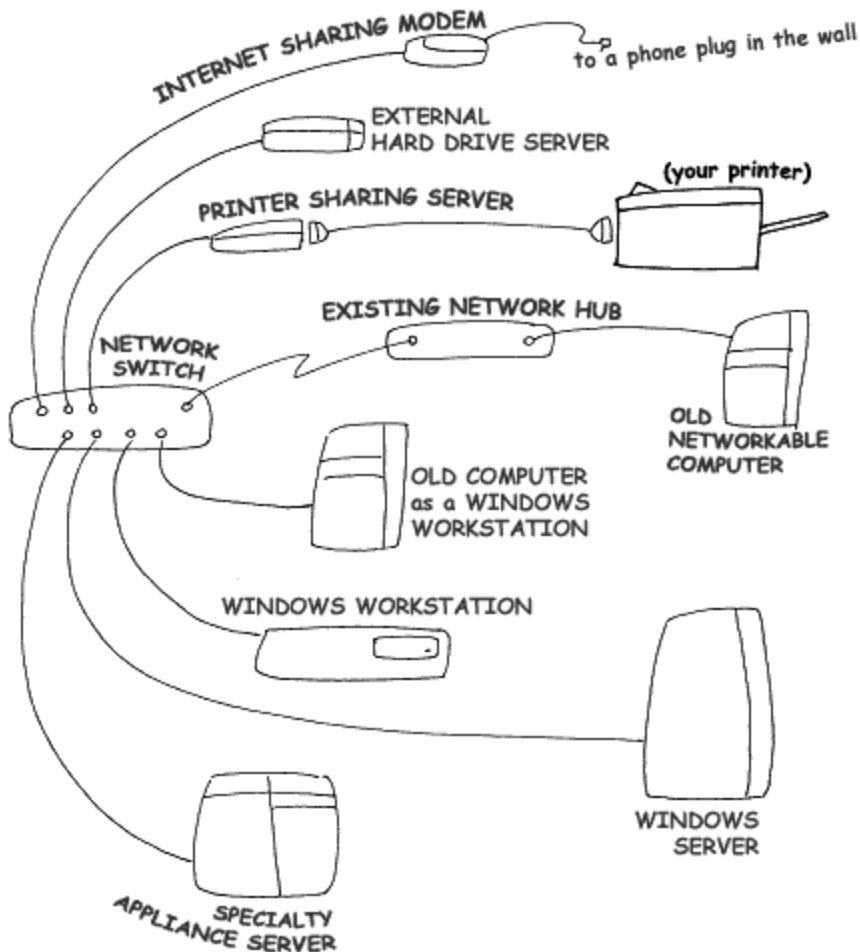 INTERNET SHARING MODEM
to a phone plug in the wall
EXTERNAL
HARD DRIVE SERVER
(your printer)
PRINTER SHARING SERVER
EXISTING NETWORK HUB
NETWORK
SWITCH
OLD
NETWORKABLE
COMPUTER
OLD COMPUTER
as a WINDOWS
WORKSTATION
WINDOWS WORKSTATION
WINDOWS
SERVER
SPECIALTY
APPLIANCE SERVER